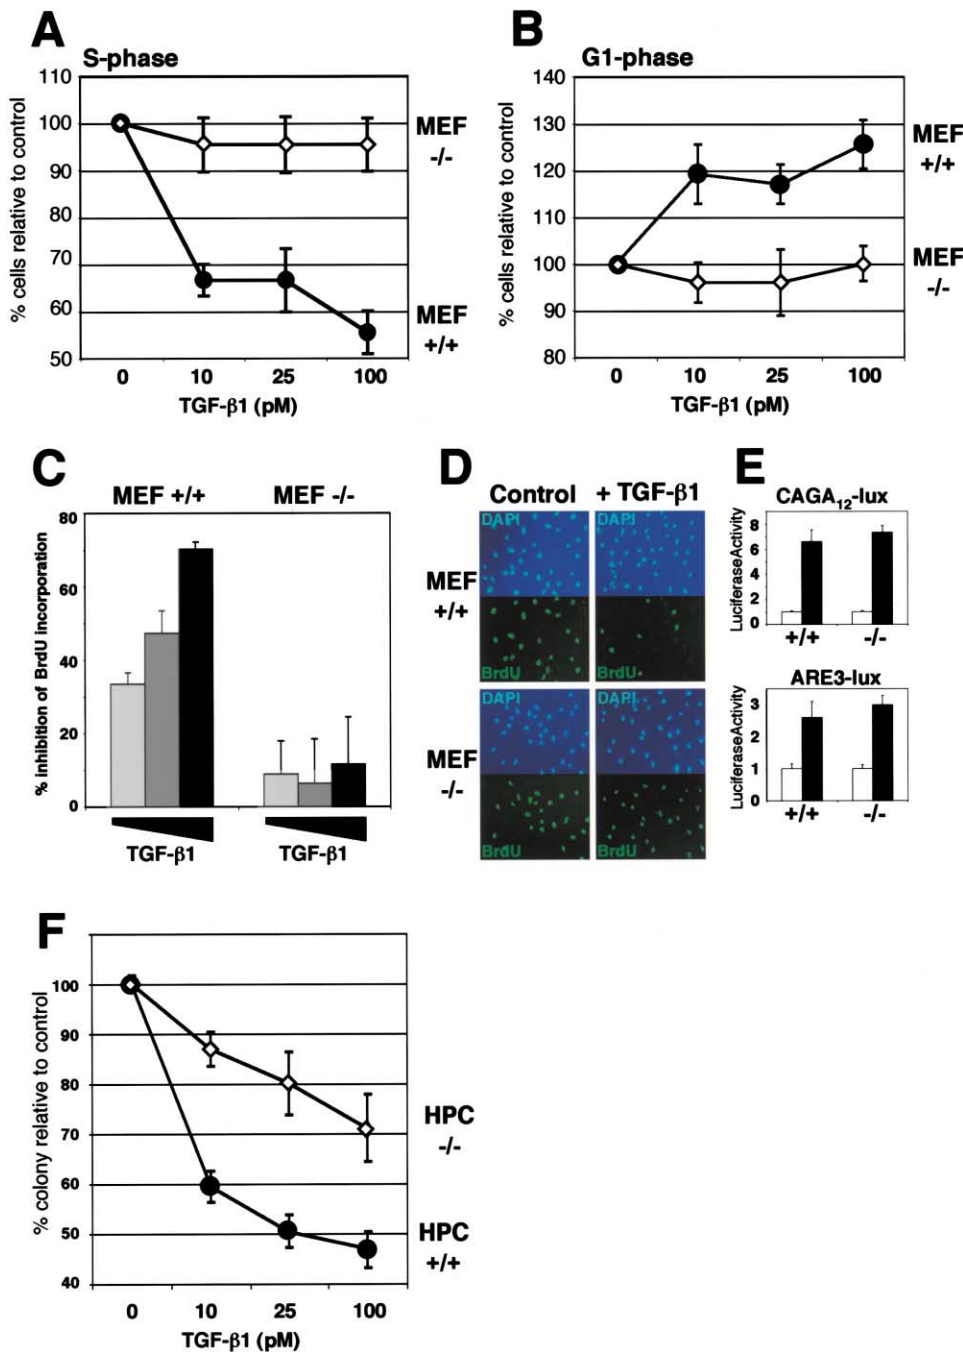 A
S-phase
% cells relative to control
110
100
90
80
70
60
50
0 10 25 100
TGF-β1 (pM)
MEF
-/-
MEF
+/+
B
G1-phase
% cells relative to control
140
130
120
110
100
90
80
0 10 25 100
TGF-β1 (pM)
MEF
+/+
MEF
-/-
C
MEF +/+ MEF -/-
% inhibition of BrdU incorporation
80
60
40
20
0
TGF-β1 TGF-β1
D
Control + TGF-β1
MEF
+/+
DAPI DAPI
BrdU BrdU
MEF
-/-
DAPI DAPI
BrdU BrdU
E
CAGA₁₂-lux
LuciferaseActivity
8
6
4
2
0
+/+ -/-
ARE3-lux
LuciferaseActivity
3
2
1
0
+/+ -/-
F
% colony relative to control
100
90
80
70
60
50
40
0 10 25 100
TGF-β1 (pM)
HPC
-/-
HPC
+/+